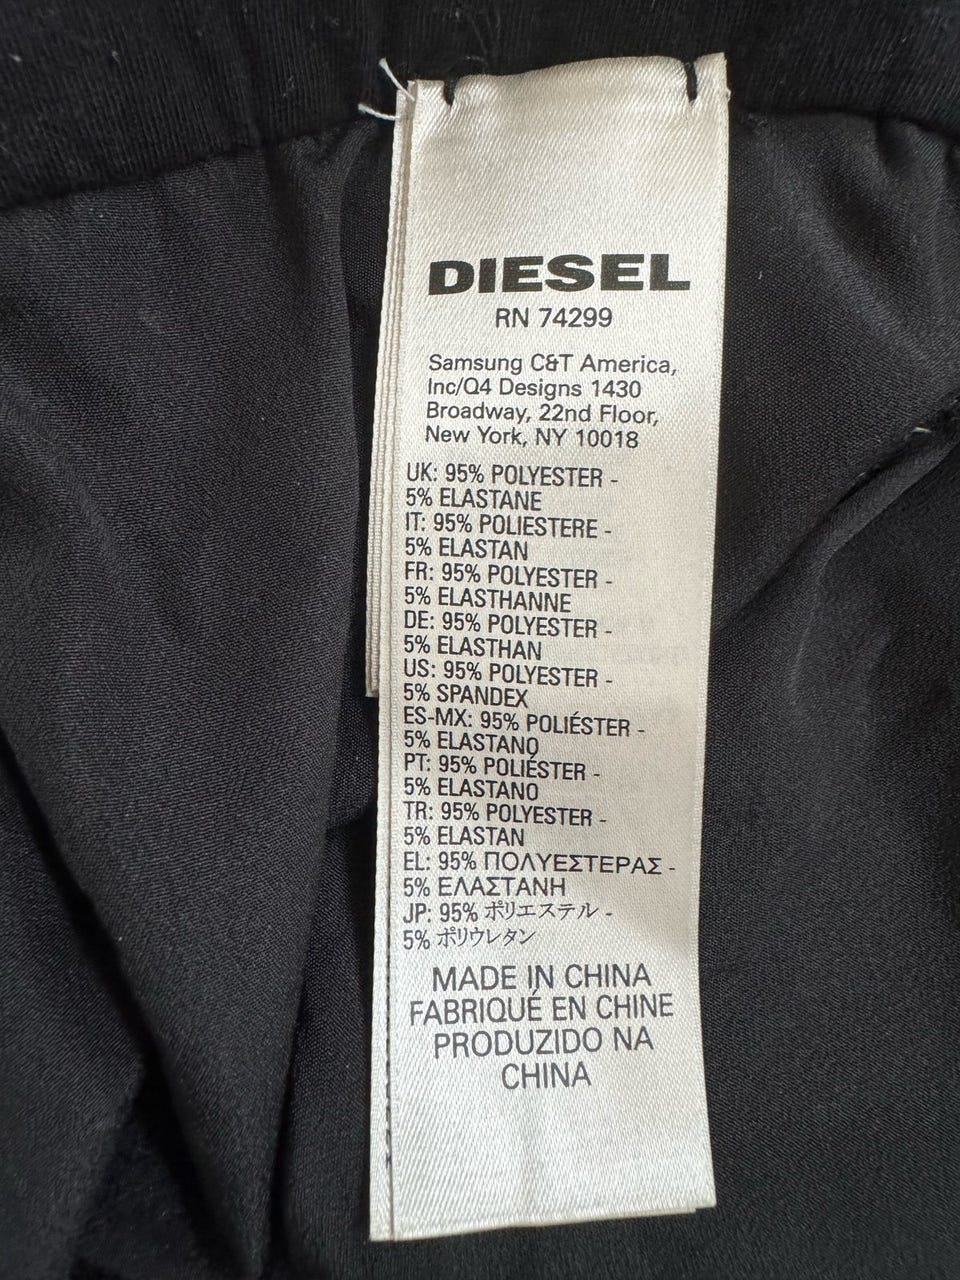 DIESEL
RN 74299
Samsung C&T America,
Inc/Q4 Designs 1430
Broadway, 22nd Floor,
New York, NY 10018
UK: 95% POLYESTER -
5% ELASTANE
IT: 95% POLIESTERE -
5% ELASTAN
FR: 95% POLYESTER -
5% ELASTHANNE
DE: 95% POLYESTER -
5% ELASTHAN
US: 95% POLYESTER -
5% SPANDEX
ES-MX: 95% POLIÉSTER -
5% ELASTANO
PT: 95% POLIÉSTER -
5% ELASTANO
TR: 95% POLYESTER -
5% ELASTAN
EL: 95% ΠΟΛΥΕΣΤΕΡΑΣ -
5% ΕΛΑΣΤΑΝΗ
JP: 95% ポリエステル -
5% ポリウレタン
MADE IN CHINA
FABRIQUÉ EN CHINE
PRODUZIDO NA
CHINA